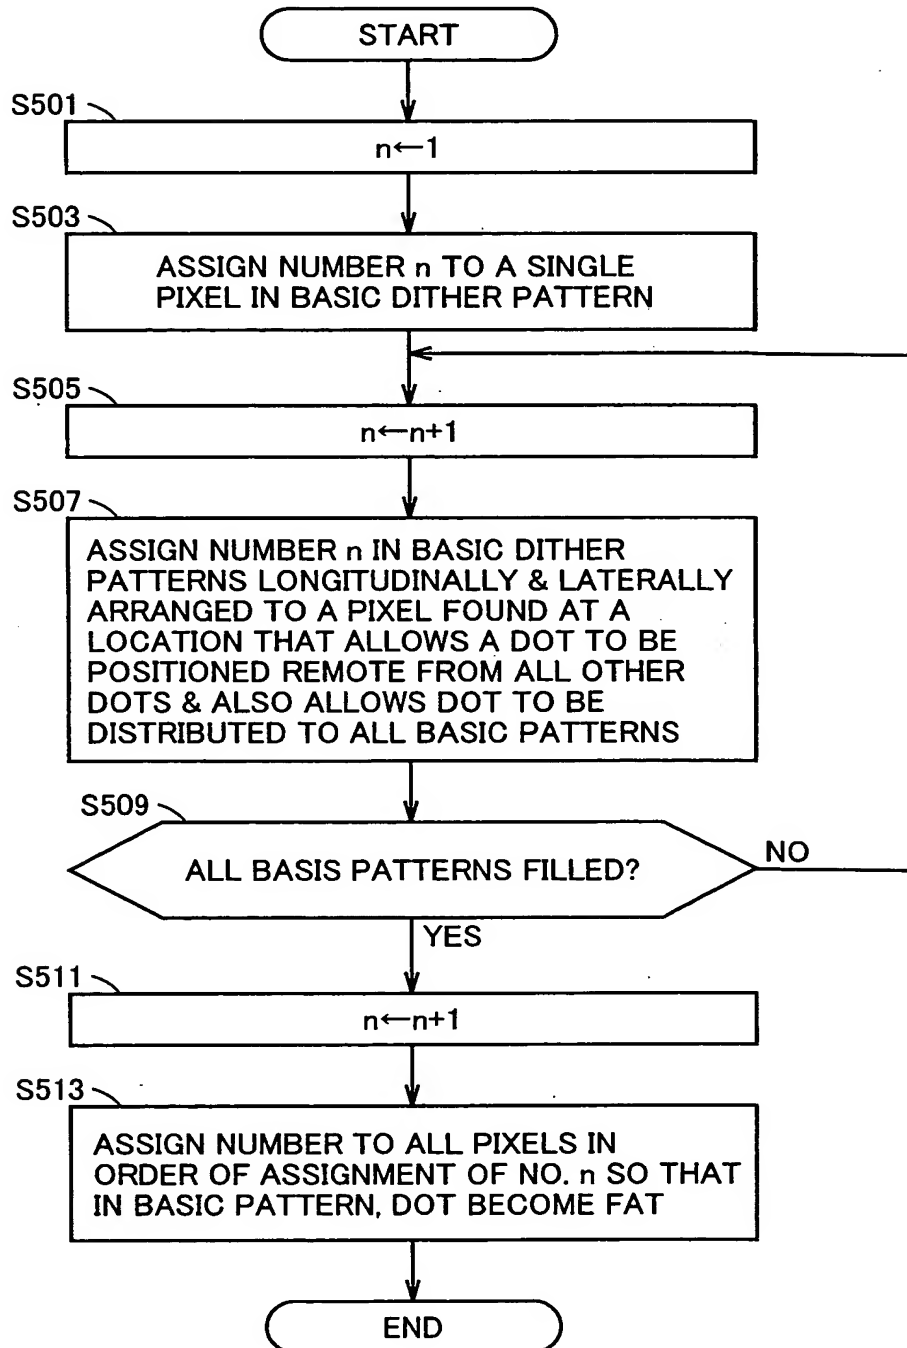 START
S501
n←1
S503
ASSIGN NUMBER n TO A SINGLE
PIXEL IN BASIC DITHER PATTERN
S505
n←n+1
S507
ASSIGN NUMBER n IN BASIC DITHER
PATTERNS LONGITUDINALLY & LATERALLY
ARRANGED TO A PIXEL FOUND AT A
LOCATION THAT ALLOWS A DOT TO BE
POSITIONED REMOTE FROM ALL OTHER
DOTS & ALSO ALLOWS DOT TO BE
DISTRIBUTED TO ALL BASIC PATTERNS
S509
ALL BASIS PATTERNS FILLED?
NO
YES
S511
n←n+1
S513
ASSIGN NUMBER TO ALL PIXELS IN
ORDER OF ASSIGNMENT OF NO. n SO THAT
IN BASIC PATTERN, DOT BECOME FAT
END